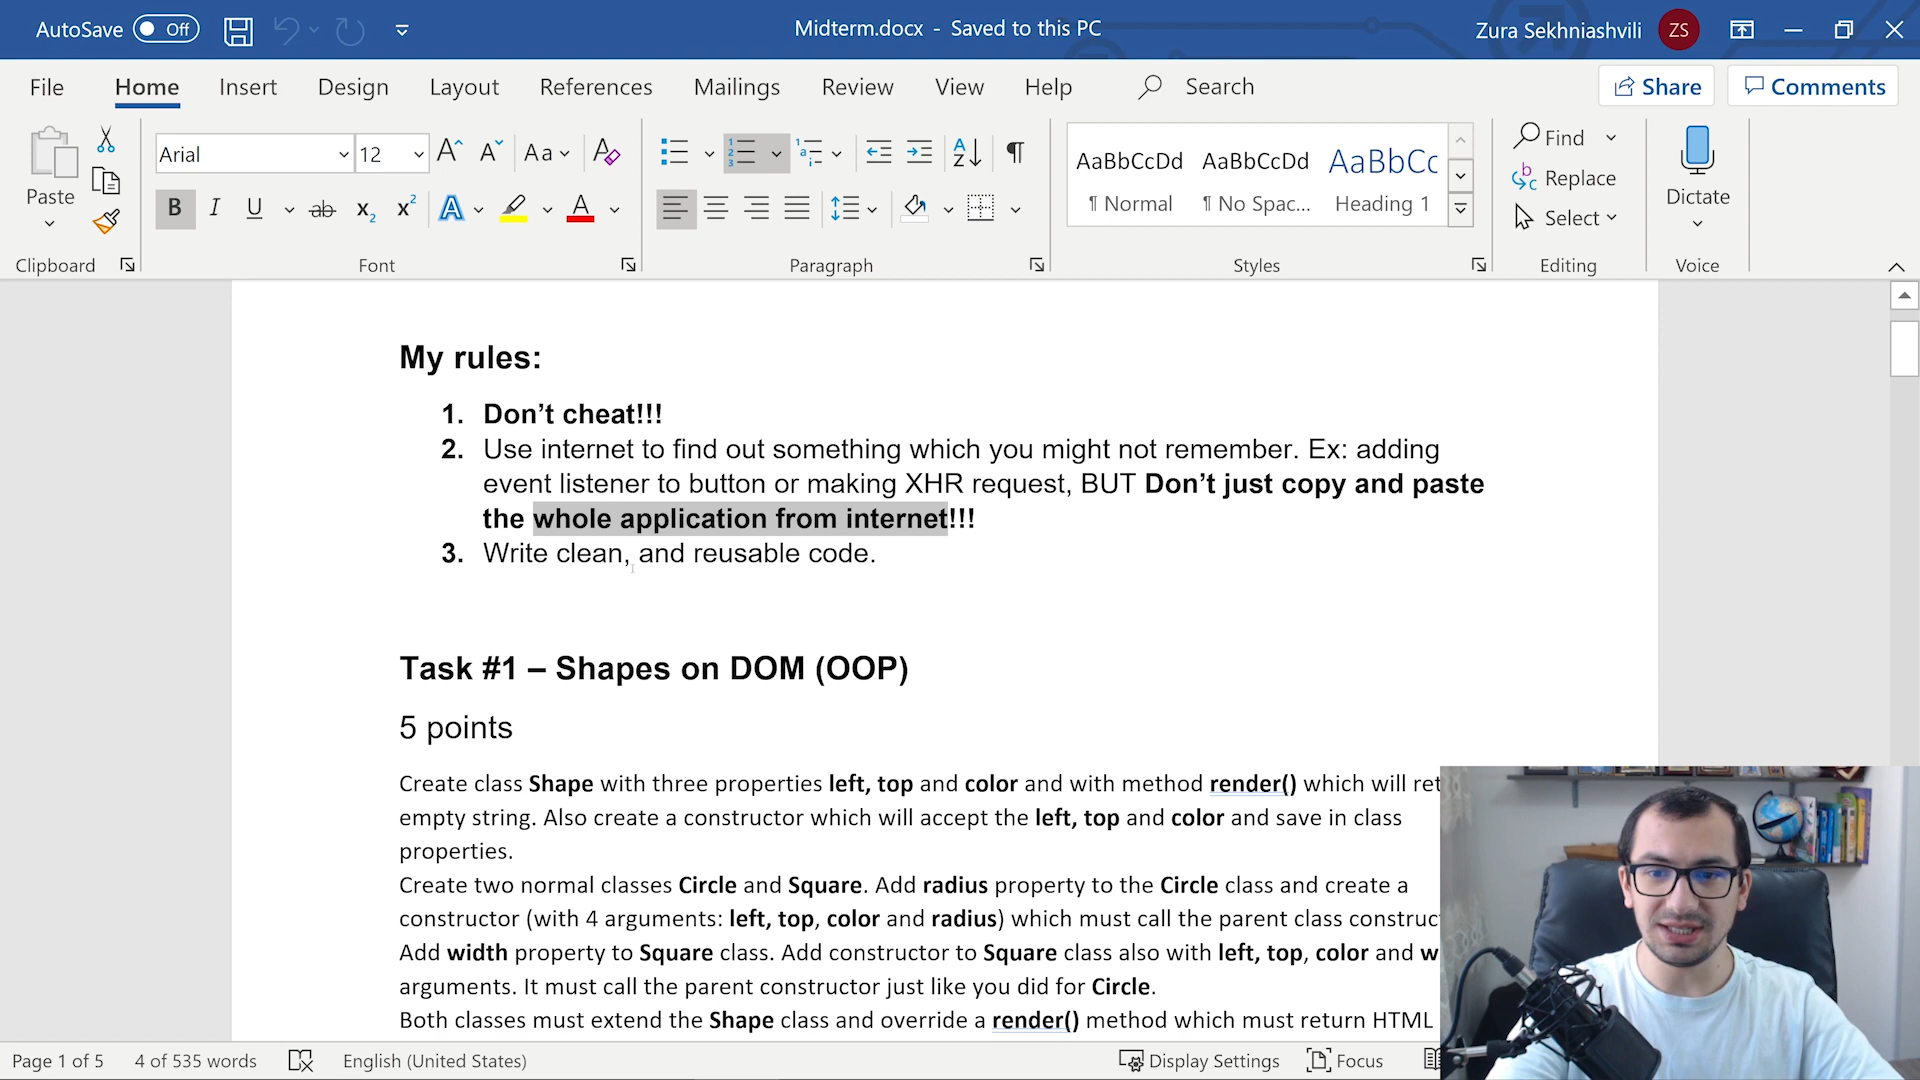 AutoSave Off Midterm.docx - Saved to this PC Zura Sekhniashvili ZS
File Home Insert Design Layout References Mailings Review View Help Search Share Comments
Paste Arial 12 Aa AaBbCcDd AaBbCcDd AaBbCc Find Replace Select Dictate
¶ Normal ¶ No Spac... Heading 1
Clipboard Font Paragraph Styles Editing Voice
My rules:
1. Don't cheat!!!
2. Use internet to find out something which you might not remember. Ex: adding
event listener to button or making XHR request, BUT Don't just copy and paste
the whole application from internet!!!
3. Write clean, and reusable code.
Task #1 – Shapes on DOM (OOP)
5 points
Create class Shape with three properties left, top and color and with method render() which will ret
empty string. Also create a constructor which will accept the left, top and color and save in class
properties.
Create two normal classes Circle and Square. Add radius property to the Circle class and create a
constructor (with 4 arguments: left, top, color and radius) which must call the parent class construc
Add width property to Square class. Add constructor to Square class also with left, top, color and w
arguments. It must call the parent constructor just like you did for Circle.
Both classes must extend the Shape class and override a render() method which must return HTML
Page 1 of 5 4 of 535 words English (United States) Display Settings Focus